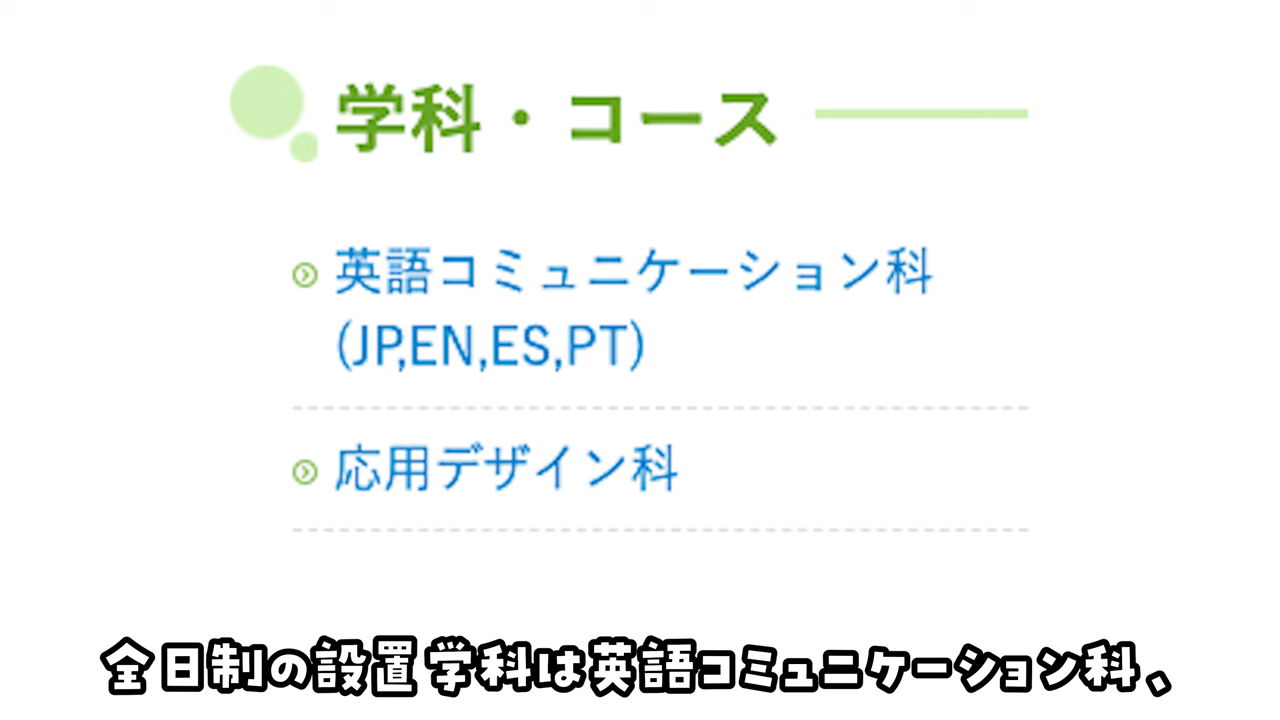 学科・コース
英語コミュニケーション科
(JP,EN,ES,PT)
応用デザイン科
全日制の設置学科は英語コミュニケーション科、